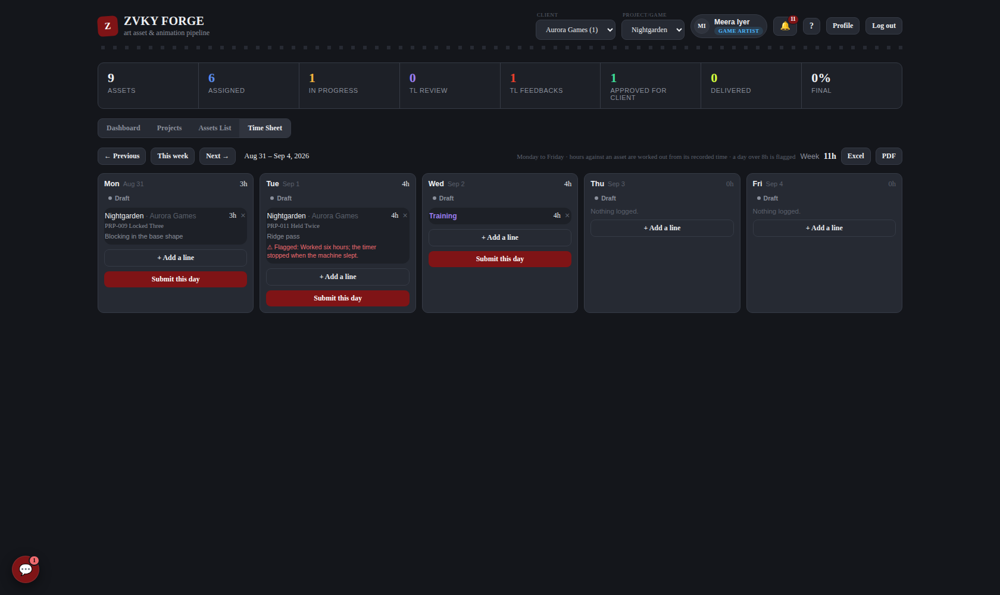 Z
ZVKY FORGE
art asset & animation pipeline
CLIENT
Aurora Games (1)
PROJECT/GAME
Nightgarden
MI
Meera Iyer
GAME ARTIST
11
?
Profile
Log out
9
ASSETS
6
ASSIGNED
1
IN PROGRESS
0
TL REVIEW
1
TL FEEDBACKS
1
APPROVED FOR
CLIENT
0
DELIVERED
0%
FINAL
Dashboard
Projects
Assets List
Time Sheet
← Previous
This week
Next →
Aug 31 – Sep 4, 2026
Monday to Friday · hours against an asset are worked out from its recorded time · a day over 8h is flagged
Week 11h
Excel
PDF
Mon Aug 31 3h
Draft
Nightgarden · Aurora Games 3h ×
PRP-009 Locked Three
Blocking in the base shape
+ Add a line
Submit this day
Tue Sep 1 4h
Draft
Nightgarden · Aurora Games 4h ×
PRP-011 Held Twice
Ridge pass
⚠ Flagged: Worked six hours; the timer
stopped when the machine slept.
+ Add a line
Submit this day
Wed Sep 2 4h
Draft
Training 4h ×
+ Add a line
Submit this day
Thu Sep 3 0h
Draft
Nothing logged.
+ Add a line
Fri Sep 4 0h
Draft
Nothing logged.
+ Add a line
1